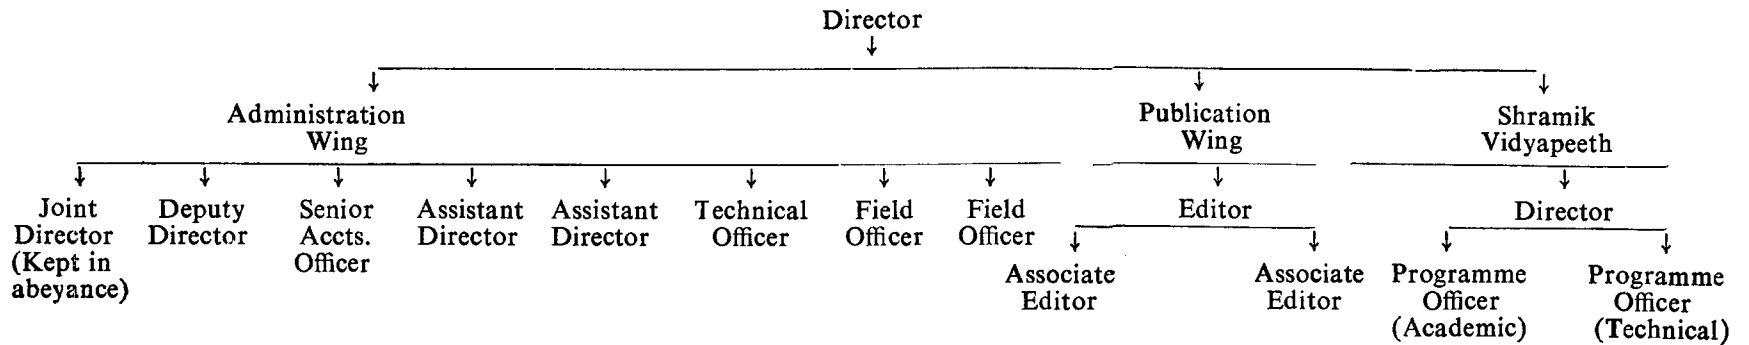 Director
Administration
Wing
Publication
Wing
Shramik
Vidyapeeth
Joint
Director
(Kept in
abeyance)
Deputy
Director
Senior
Accts.
Officer
Assistant
Director
Assistant
Director
Technical
Officer
Field
Officer
Field
Officer
Editor
Director
Associate
Editor
Associate
Editor
Programme
Officer
(Academic)
Programme
Officer
(Technical)